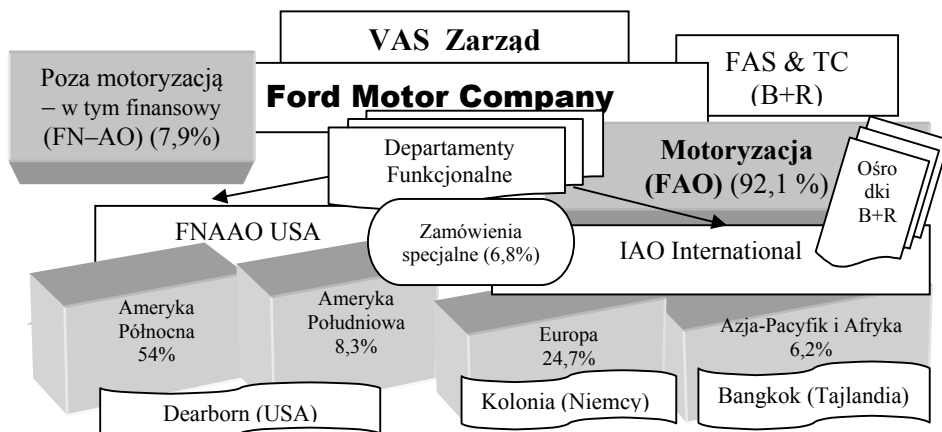 VAS Zarząd
Ford Motor Company
Poza motoryzacją
– w tym finansowy
(FN–AO) (7,9%)
FAS & TC
(B+R)
Departamenty
Funkcjonalne
Motoryzacja
(FAO) (92,1 %)
Ośro
dki
B+R
FNAAO USA
Zamówienia
specjalne (6,8%)
IAO International
Ameryka
Północna
54%
Ameryka
Południowa
8,3%
Europa
24,7%
Azja-Pacyfik i Afryka
6,2%
Dearborn (USA)
Kolonia (Niemcy)
Bangkok (Tajlandia)